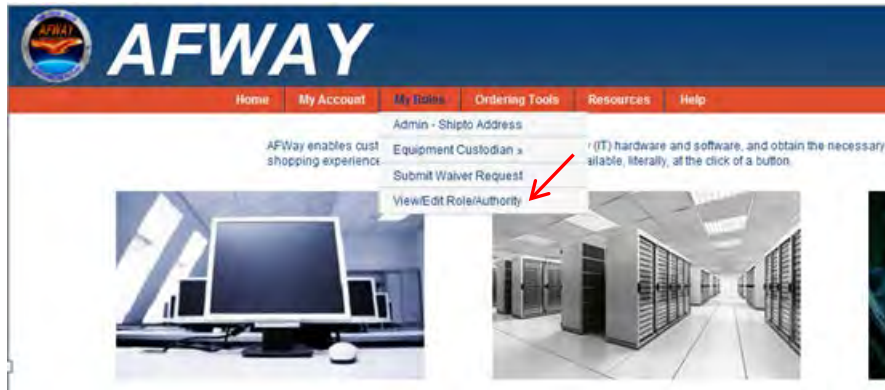 AFWAY
AFWAY
Home My Account My Roles Ordering Tools Resources Help
Admin - Shipto Address
AFWay enables cust
y (IT) hardware and software, and obtain the necessary
Equipment Custodian »
shopping experience
ailable, literally, at the click of a button.
Submit Waiver Request
View/Edit Role/Authority